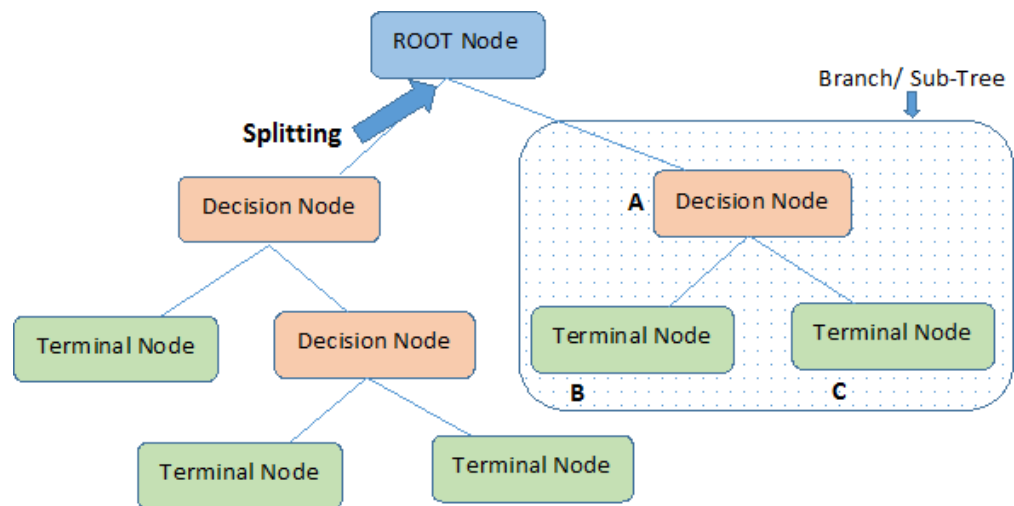 ROOT Node
Branch/ Sub-Tree
Splitting
Decision Node
A
Decision Node
Terminal Node
Decision Node
Terminal Node
Terminal Node
B
C
Terminal Node
Terminal Node